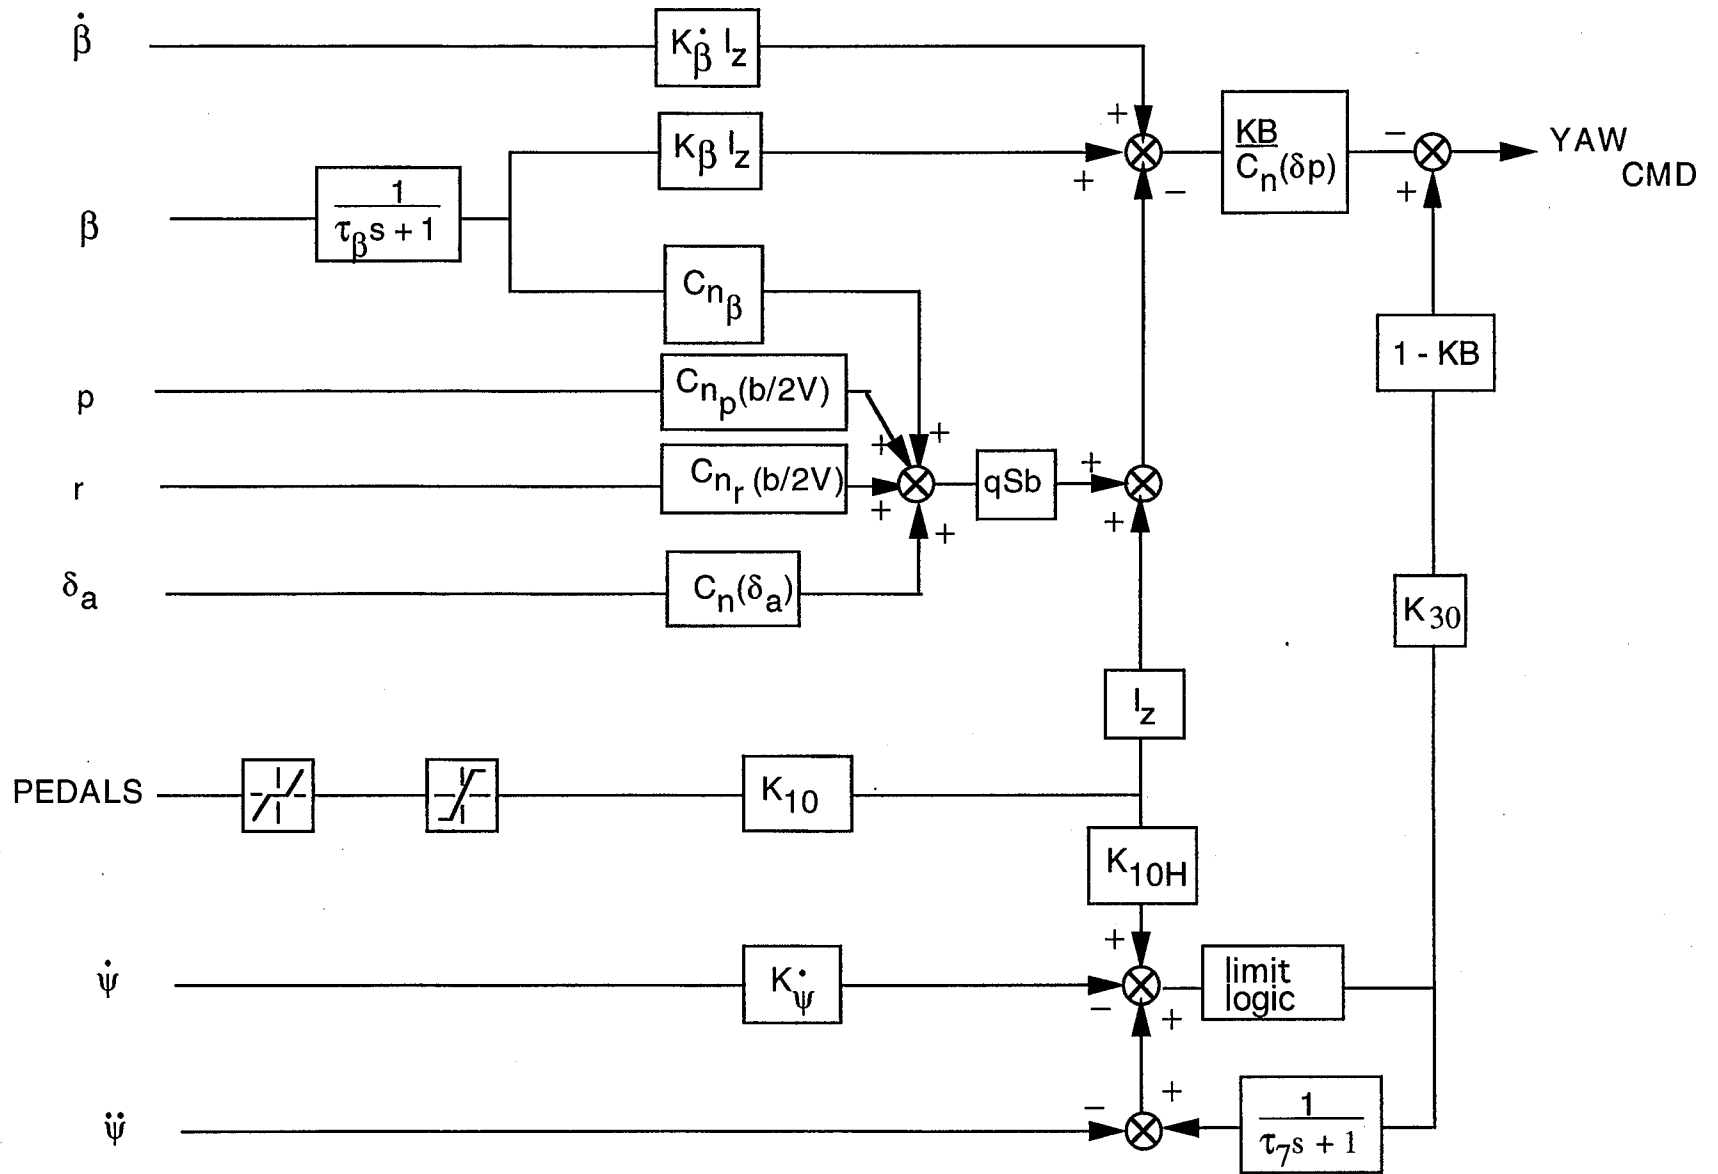 β̇
K β̇ Iz
+
KB
Cn(δp)
−
YAW CMD
Kβ Iz
+
−
+
β
1
τβs + 1
Cnβ
1 - KB
p
Cnp(b/2V)
+
+
r
Cnr (b/2V)
+
qSb
+
+
+
δa
Cn(δa)
K30
Iz
PEDALS
K10
K10H
+
ψ̇
Kψ̇
−
+
limit
logic
ψ̈
−
+
1
τ7s + 1